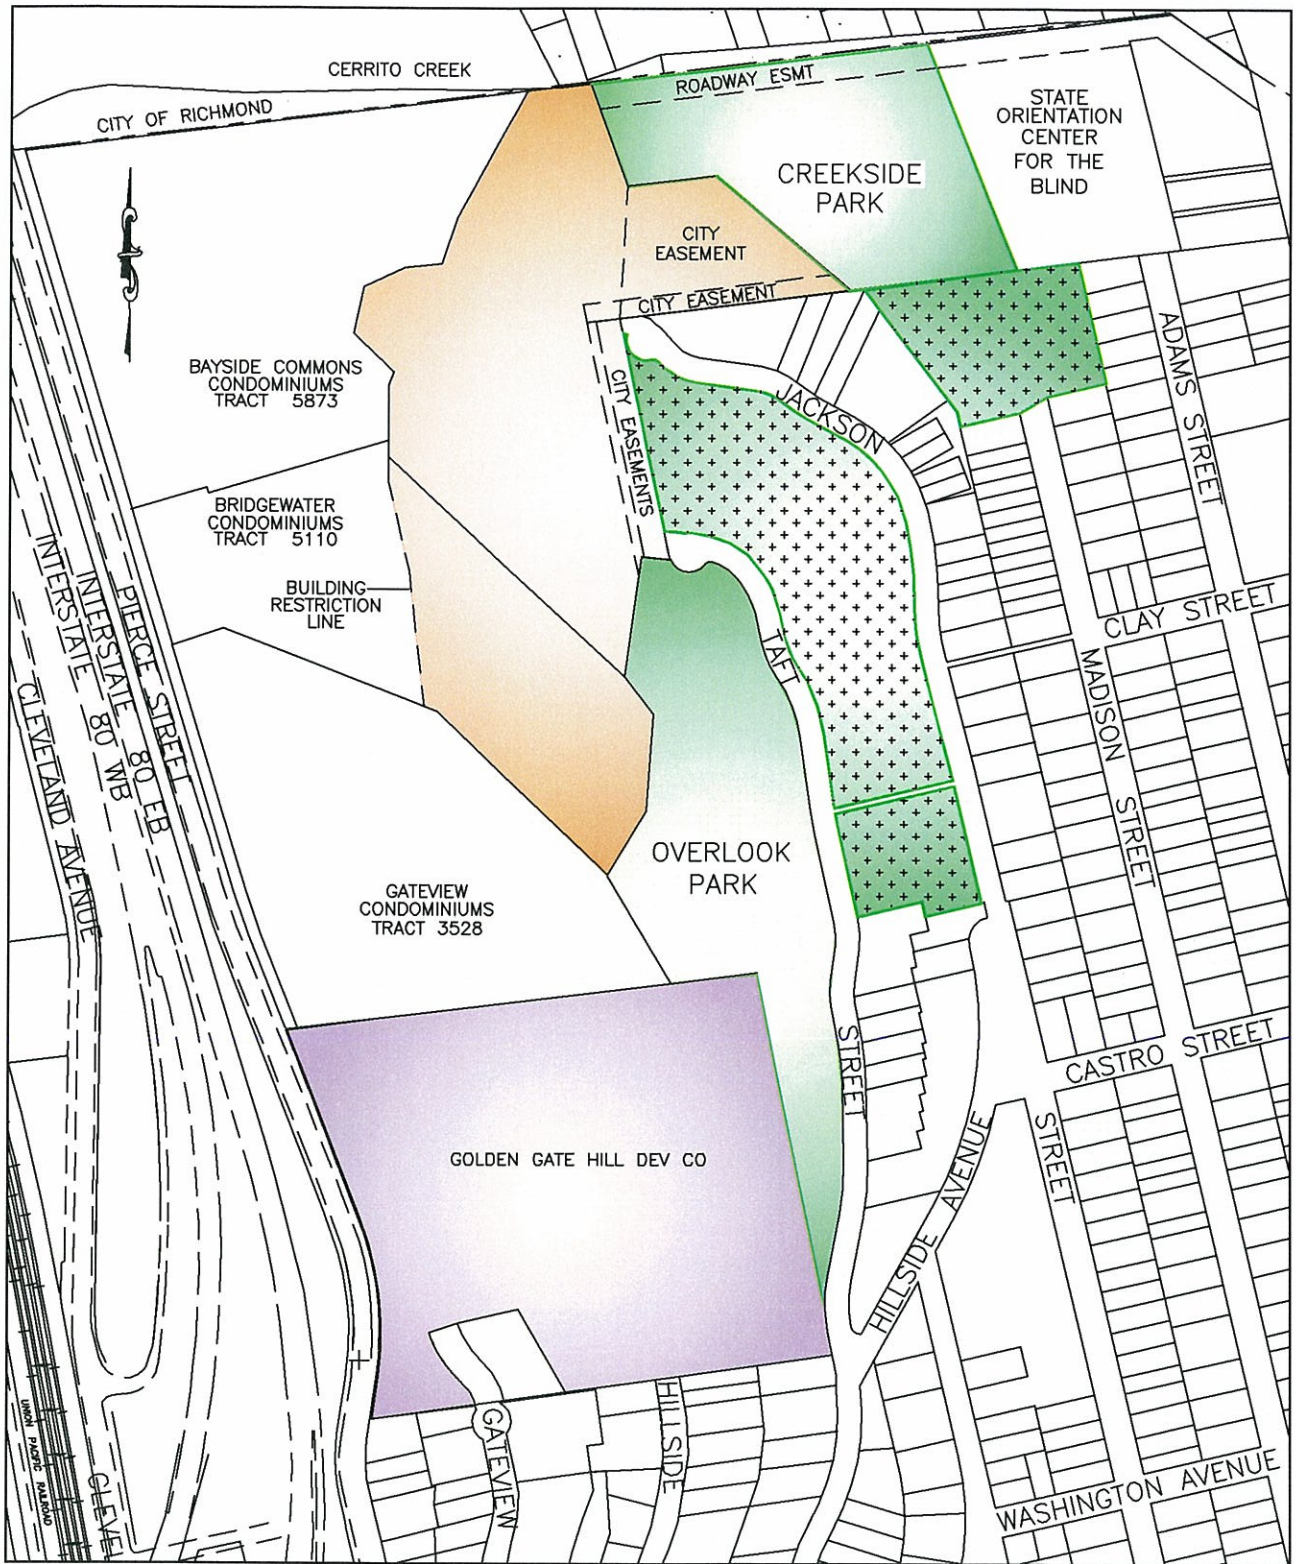 CERRITO CREEK
CITY OF RICHMOND
ROADWAY ESMT
STATE
ORIENTATION
CENTER
FOR THE
BLIND
CREEKSIDE
PARK
CITY
EASEMENT
CITY EASEMENT
CITY EASEMENTS
JACKSON
ADAMS STREET
BAYSIDE COMMONS
CONDOMINIUMS
TRACT 5873
BRIDGEWATER
CONDOMINIUMS
TRACT 5110
BUILDING
RESTRICTION
LINE
CLAY STREET
TAFT
MADISON
STREET
PIERCE STREET
INTERSTATE 80 EB
INTERSTATE 80 WB
CLEVELAND AVENUE
OVERLOOK
PARK
GATEVIEW
CONDOMINIUMS
TRACT 3528
STREET
CASTRO STREET
STREET
GOLDEN GATE HILL DEV CO
HILLSIDE AVENUE
HILLSIDE
GATEVIEW
UNION PACIFIC RAILROAD
CLEVEL
WASHINGTON AVENUE